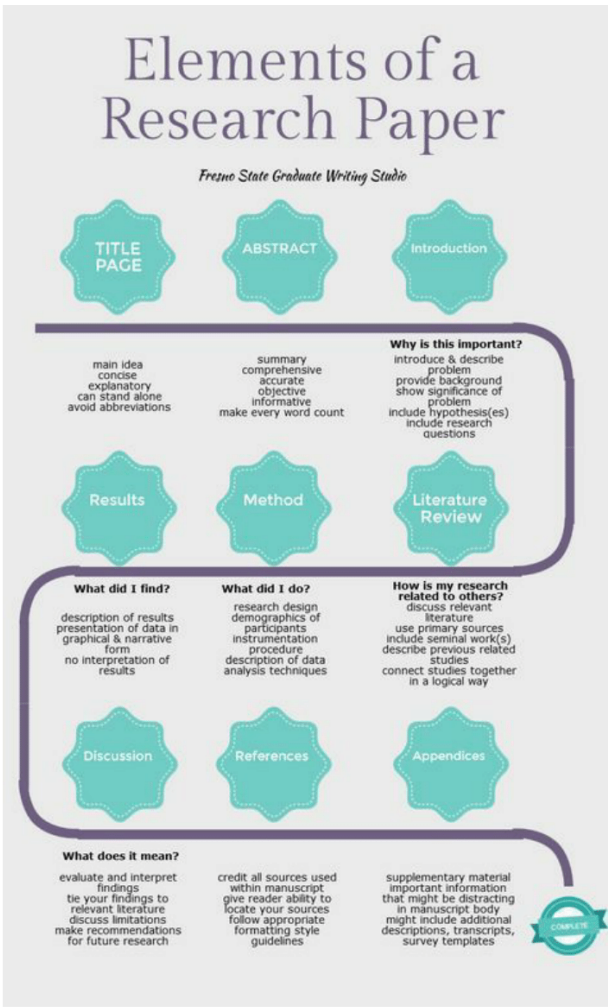 Elements of a
Research Paper
Fresno State Graduate Writing Studio
TITLE
PAGE
ABSTRACT
Introduction
main idea
concise
explanatory
can stand alone
avoid abbreviations
summary
comprehensive
accurate
objective
informative
make every word count
Why is this important?
introduce & describe
problem
provide background
show significance of
problem
include hypothesis(es)
include research
questions
Literature
Review
Method
Results
How is my research
related to others?
discuss relevant
literature
use primary sources
include seminal work(s)
describe previous related
studies
connect studies together
in a logical way
What did I do?
research design
demographics of
participants
instrumentation
procedure
description of data
analysis techniques
What did I find?
description of results
presentation of data in
graphical & narrative
form
no interpretation of
results
Discussion
References
Appendices
What does it mean?
evaluate and interpret
findings
tie your findings to
relevant literature
discuss limitations
make recommendations
for future research
credit all sources used
within manuscript
give reader ability to
locate your sources
follow appropriate
formatting style
guidelines
supplementary material
important information
that might be distracting
in manuscript body
might include additional
descriptions, transcripts,
survey templates
COMPLETE